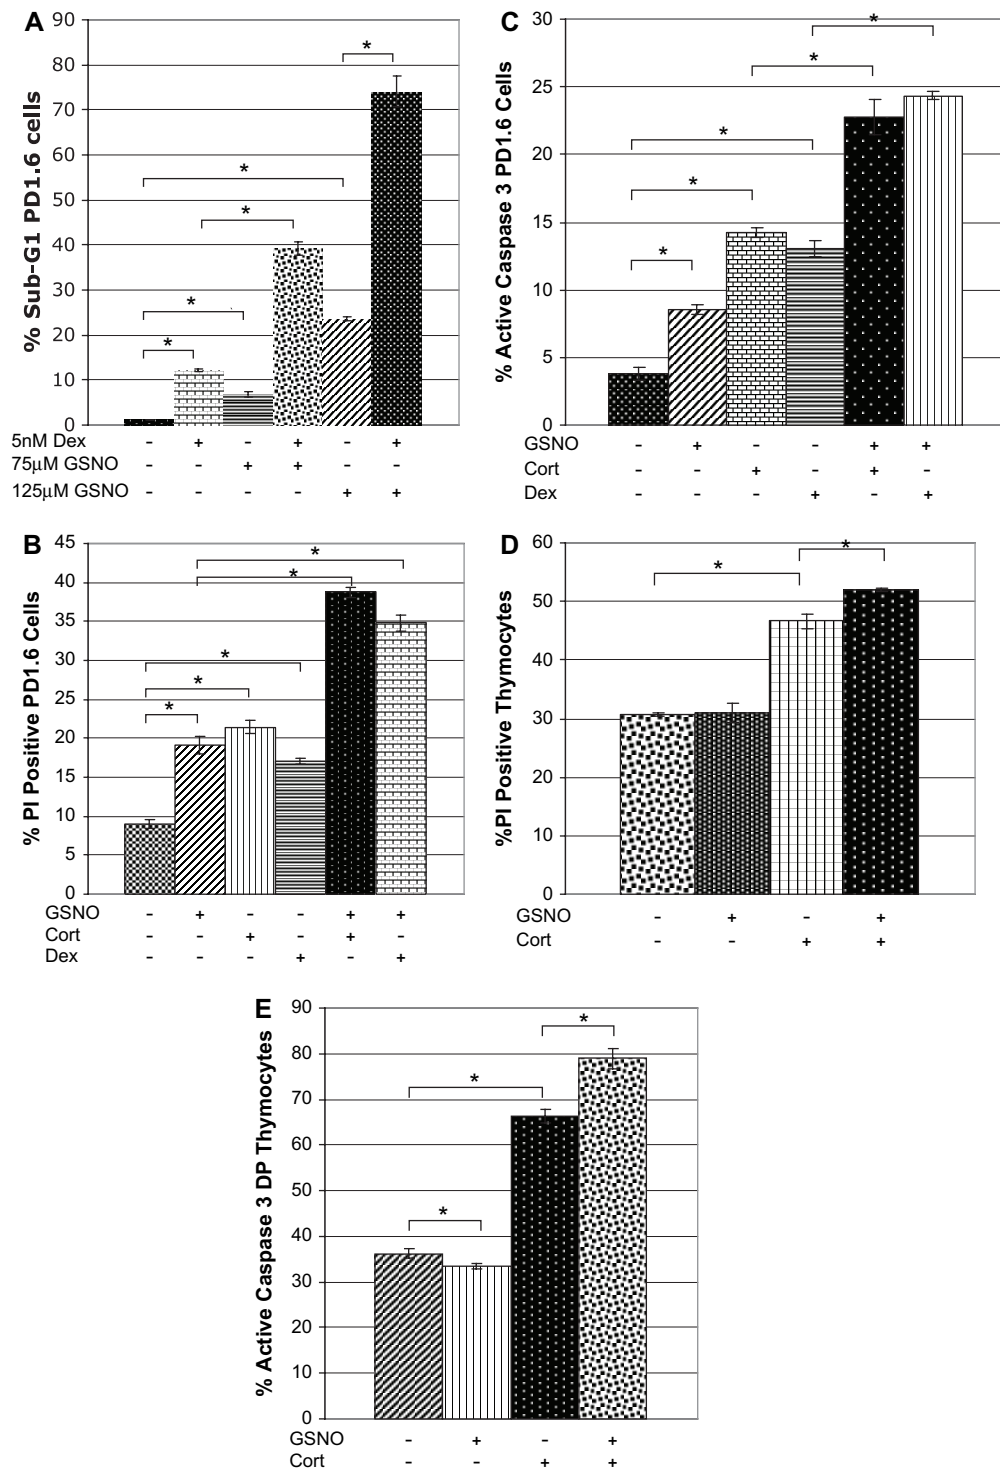 A
% Sub-G1 PD1.6 cells
90
80
70
60
50
40
30
20
10
0
* * * * *
5nM Dex - + - + - +
75µM GSNO - - + + - -
125µM GSNO - - - - + +
C
% Active Caspase 3 PD1.6 Cells
30
25
20
15
10
5
0
* * * * *
GSNO - + - - + +
Cort - - + - + -
Dex - - - + - +
B
% PI Positive PD1.6 Cells
45
40
35
30
25
20
15
10
5
0
* * * * *
GSNO - + - - + +
Cort - - + - + -
Dex - - - + - +
D
%PI Positive Thymocytes
60
50
40
30
20
10
0
* *
GSNO - + - +
Cort - - + +
E
% Active Caspase 3 DP Thymocytes
90
80
70
60
50
40
30
20
10
0
* * *
GSNO - + - +
Cort - - + +